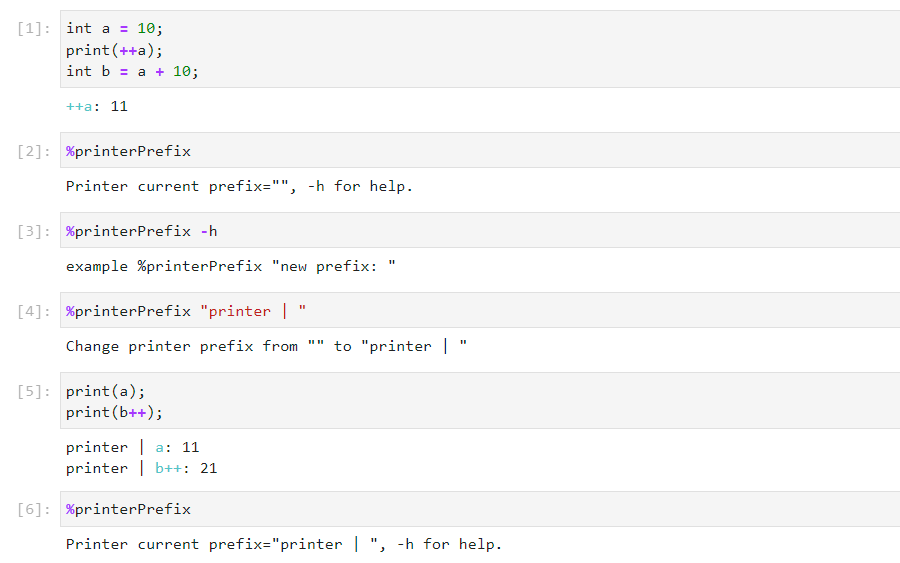 [1]: int a = 10;
print(++a);
int b = a + 10;
++a: 11
[2]: %printerPrefix
Printer current prefix="", -h for help.
[3]: %printerPrefix -h
example %printerPrefix "new prefix: "
[4]: %printerPrefix "printer | "
Change printer prefix from "" to "printer | "
[5]: print(a);
print(b++);
printer | a: 11
printer | b++: 21
[6]: %printerPrefix
Printer current prefix="printer | ", -h for help.